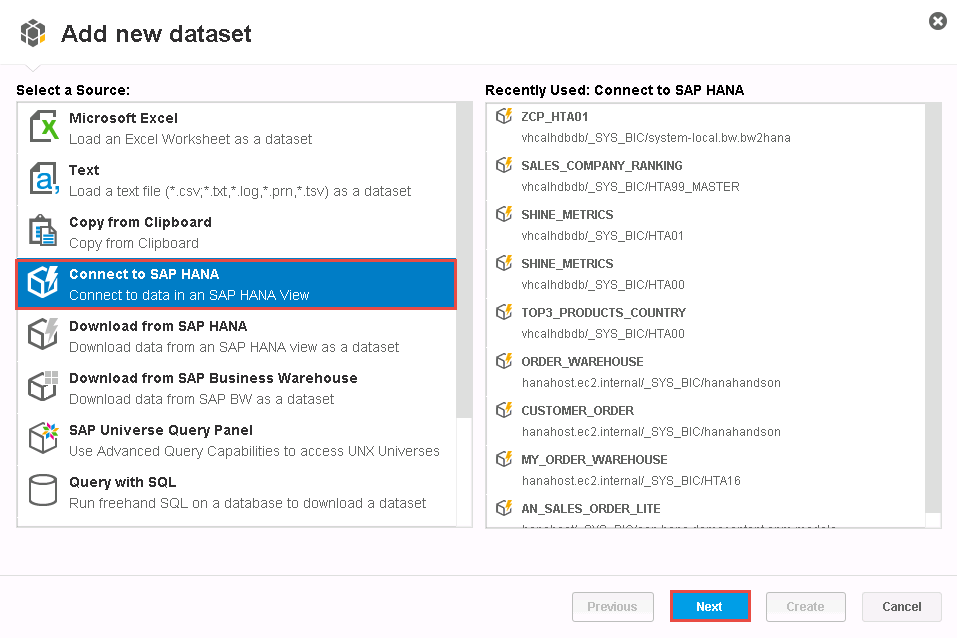 Add new dataset
Select a Source:
Microsoft Excel
Load an Excel Worksheet as a dataset
Text
Load a text file (*.csv;*.txt,*.log,*.prn,*.tsv) as a dataset
Copy from Clipboard
Copy from Clipboard
Connect to SAP HANA
Connect to data in an SAP HANA View
Download from SAP HANA
Download data from an SAP HANA view as a dataset
Download from SAP Business Warehouse
Download data from SAP BW as a dataset
SAP Universe Query Panel
Use Advanced Query Capabilities to access UNX Universes
Query with SQL
Run freehand SQL on a database to download a dataset
Recently Used: Connect to SAP HANA
ZCP_HTA01
vhcalhdbdb/_SYS_BIC/system-local.bw.bw2hana
SALES_COMPANY_RANKING
vhcalhdbdb/_SYS_BIC/HTA99_MASTER
SHINE_METRICS
vhcalhdbdb/_SYS_BIC/HTA01
SHINE_METRICS
vhcalhdbdb/_SYS_BIC/HTA00
TOP3_PRODUCTS_COUNTRY
vhcalhdbdb/_SYS_BIC/HTA00
ORDER_WAREHOUSE
hanahost.ec2.internal/_SYS_BIC/hanahandson
CUSTOMER_ORDER
hanahost.ec2.internal/_SYS_BIC/hanahandson
MY_ORDER_WAREHOUSE
hanahost.ec2.internal/_SYS_BIC/HTA16
AN_SALES_ORDER_LITE
Previous
Next
Create
Cancel